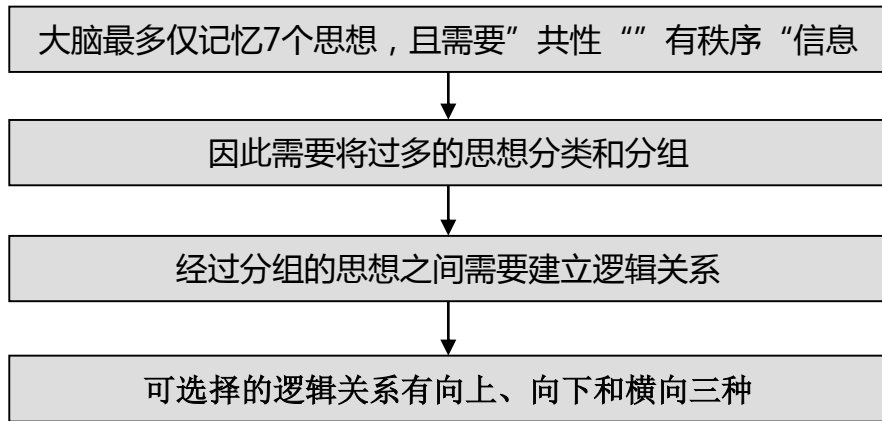 大脑最多仅记忆7个思想，且需要”共性“”有秩序“信息
因此需要将过多的思想分类和分组
经过分组的思想之间需要建立逻辑关系
可选择的逻辑关系有向上、向下和横向三种